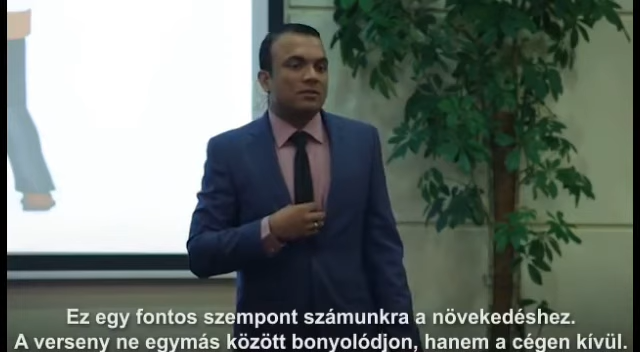 Ez egy fontos szempont számunkra a növekedéshez.
A verseny ne egymás között bonyolódjon, hanem a cégen kívül.